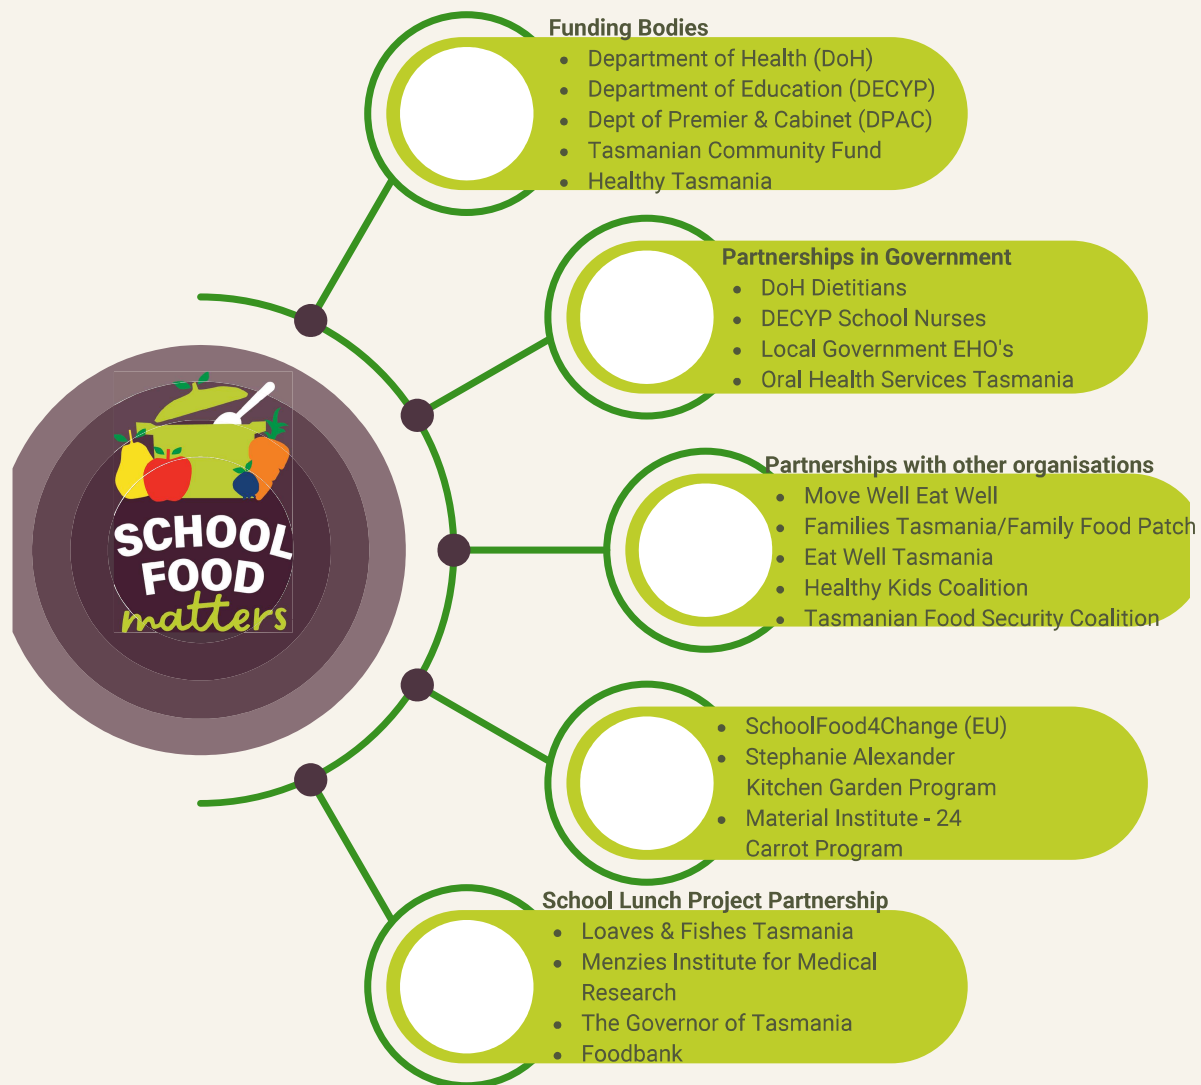 Funding Bodies
• Department of Health (DoH)
• Department of Education (DECYP)
• Dept of Premier & Cabinet (DPAC)
• Tasmanian Community Fund
• Healthy Tasmania
Partnerships in Government
• DoH Dietitians
• DECYP School Nurses
• Local Government EHO's
• Oral Health Services Tasmania
SCHOOL
FOOD
matters
Partnerships with other organisations
• Move Well Eat Well
• Families Tasmania/Family Food Patch
• Eat Well Tasmania
• Healthy Kids Coalition
• Tasmanian Food Security Coalition
• SchoolFood4Change (EU)
• Stephanie Alexander
Kitchen Garden Program
• Material Institute - 24
Carrot Program
School Lunch Project Partnership
• Loaves & Fishes Tasmania
• Menzies Institute for Medical
Research
• The Governor of Tasmania
• Foodbank